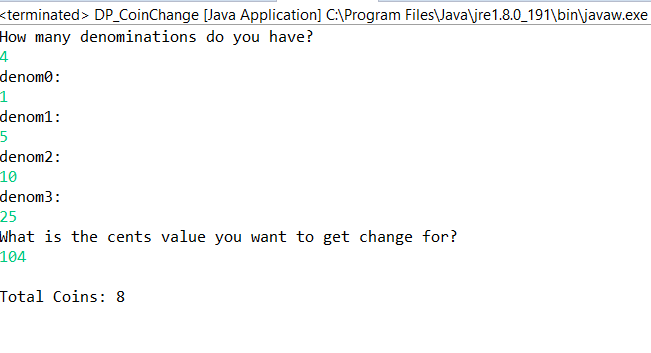 <terminated> DP_CoinChange [Java Application] C:\Program Files\Java\jre1.8.0_191\bin\javaw.exe
How many denominations do you have?
4
denom0:
1
denom1:
5
denom2:
10
denom3:
25
What is the cents value you want to get change for?
104
Total Coins: 8